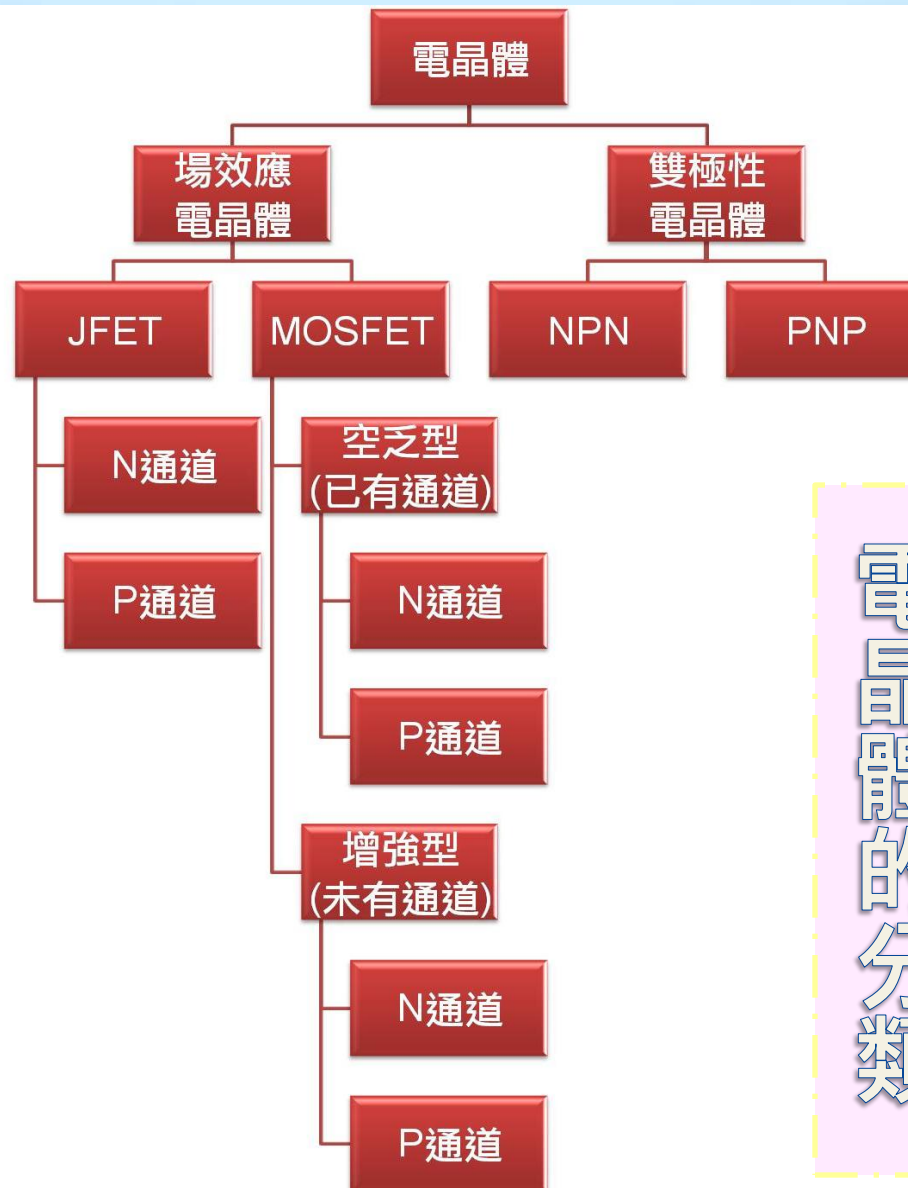 電晶體
場效應
電晶體
雙極性
電晶體
JFET
MOSFET
NPN
PNP
N通道
P通道
空乏型
(已有通道)
N通道
P通道
增強型
(未有通道)
N通道
P通道
電晶體的分類